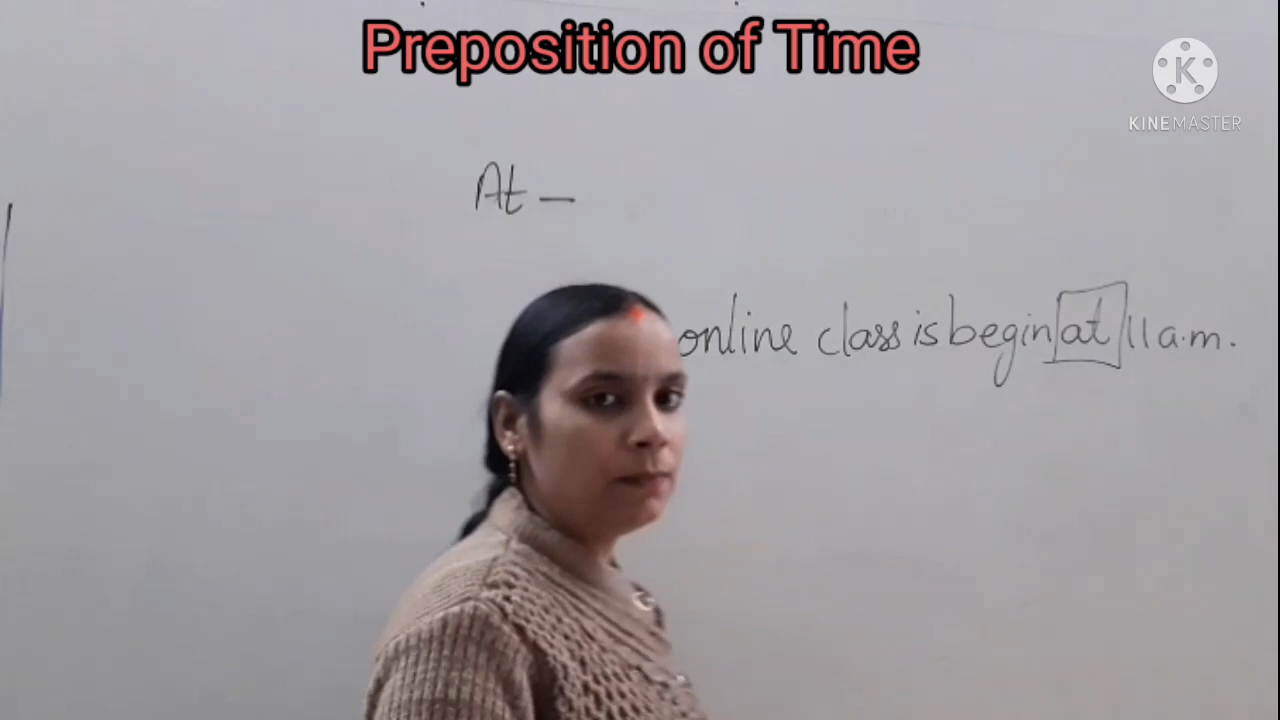 Preposition of Time
KINEMASTER
At —
online class is begin at 11 a.m.